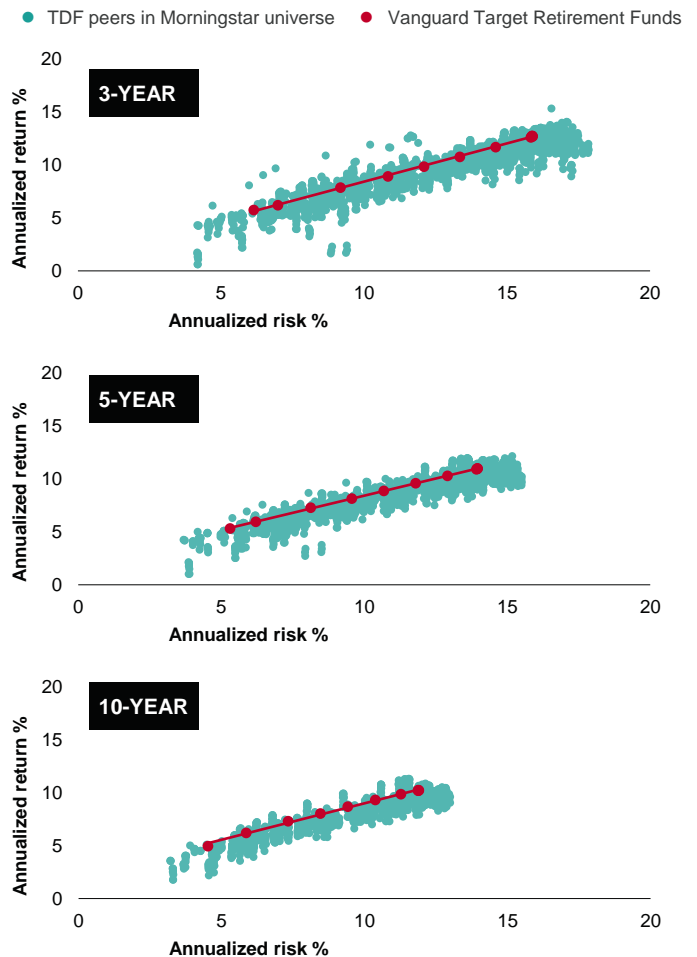 TDF peers in Morningstar universe Vanguard Target Retirement Funds
3-YEAR
Annualized return %
20
15
10
5
0
0 5 10 15 20
Annualized risk %
5-YEAR
Annualized return %
20
15
10
5
0
0 5 10 15 20
Annualized risk %
10-YEAR
Annualized return %
20
15
10
5
0
0 5 10 15 20
Annualized risk %